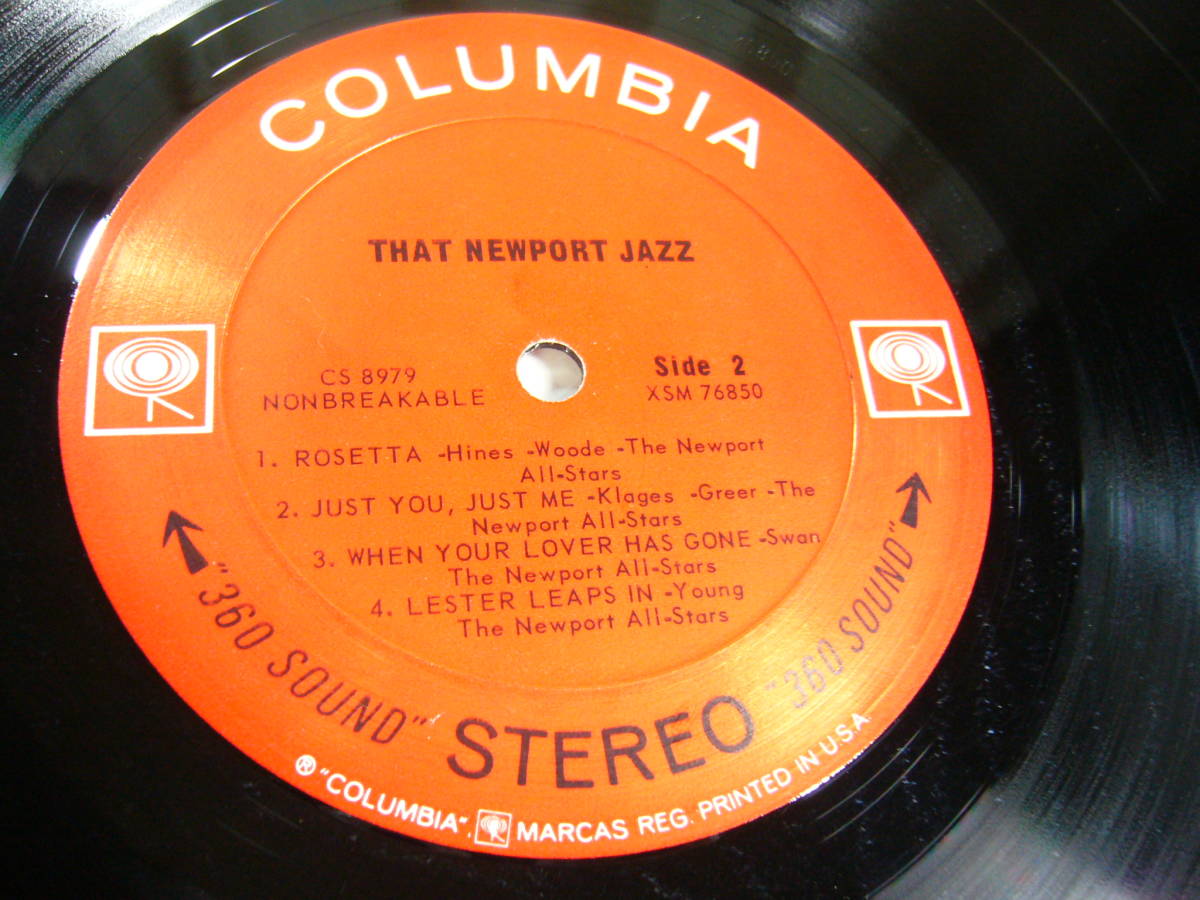 COLUMBIA
THAT NEWPORT JAZZ
CS 8979
NONBREAKABLE
Side 2
XSM 76850
1. ROSETTA -Hines -Woode -The Newport
All-Stars
2. JUST YOU, JUST ME -Klages -Greer -The
Newport All-Stars
3. WHEN YOUR LOVER HAS GONE -Swan
The Newport All-Stars
4. LESTER LEAPS IN -Young
The Newport All-Stars
"360 SOUND" STEREO "360 SOUND"
® "COLUMBIA", MARCAS REG. PRINTED IN U.S.A.